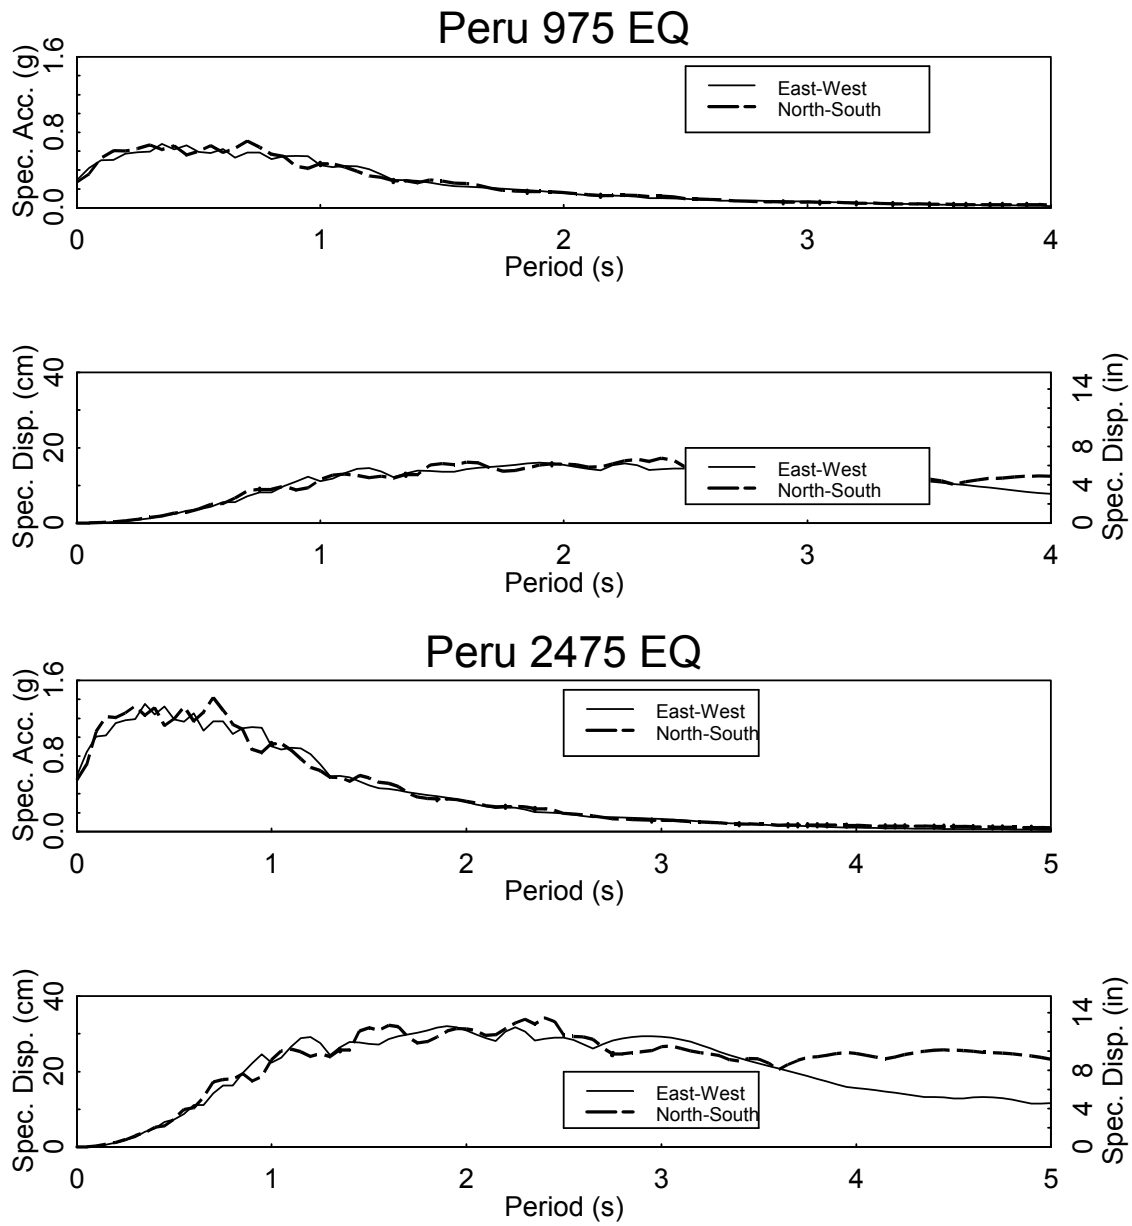 Peru 975 EQ
Spec. Acc. (g)
0.0 0.8 1.6
East-West
North-South
0 1 2 3 4
Period (s)
Spec. Disp. (cm)
0 20 40
East-West
North-South
0 4 8 14
Spec. Disp. (in)
0 1 2 3 4
Period (s)
Peru 2475 EQ
Spec. Acc. (g)
0.0 0.8 1.6
East-West
North-South
0 1 2 3 4 5
Period (s)
Spec. Disp. (cm)
0 20 40
East-West
North-South
0 4 8 14
Spec. Disp. (in)
0 1 2 3 4 5
Period (s)